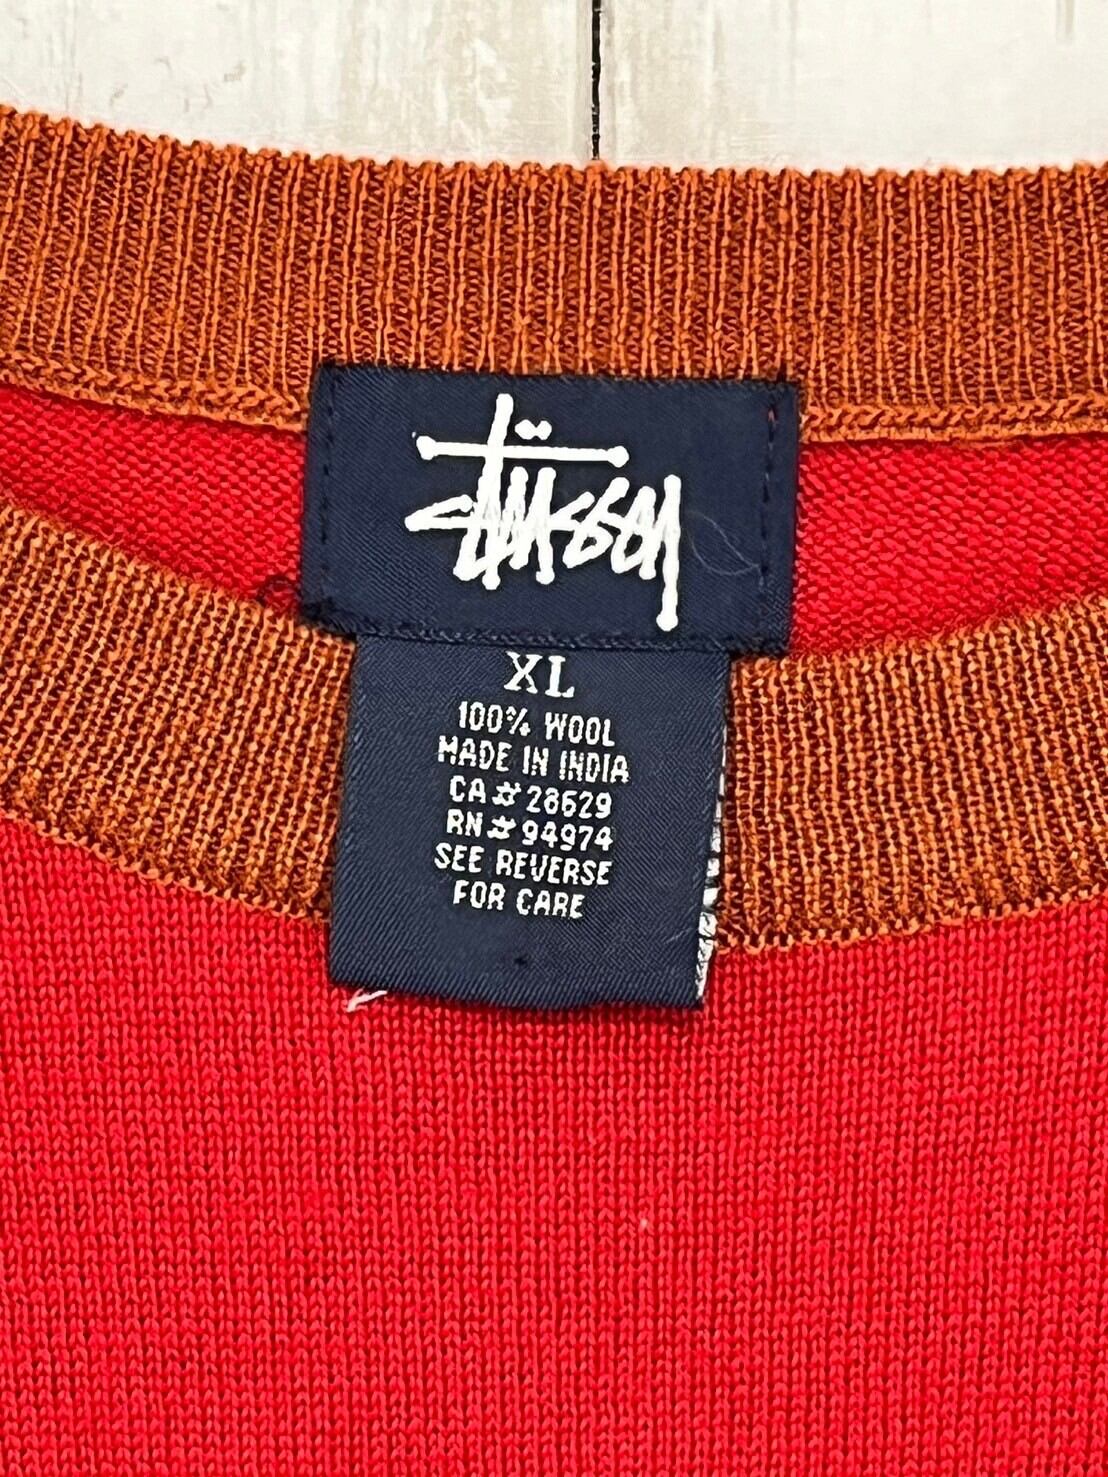 Stüssy
XL
100% WOOL
MADE IN INDIA
CA#28629
RN#94974
SEE REVERSE
FOR CARE